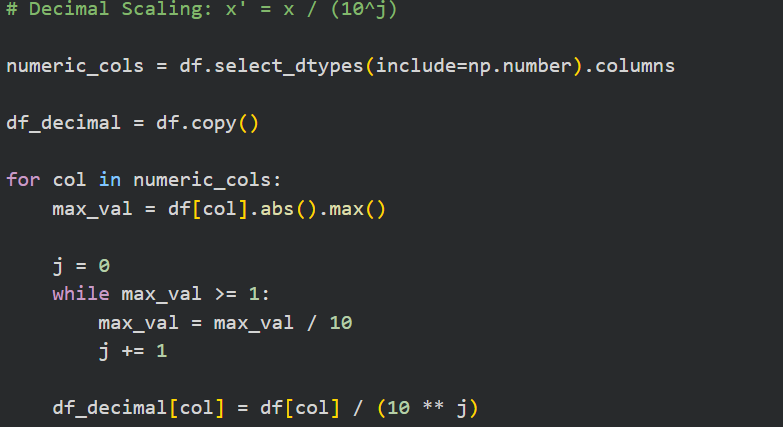 # Decimal Scaling: x' = x / (10^j)
numeric_cols = df.select_dtypes(include=np.number).columns
df_decimal = df.copy()
for col in numeric_cols:
    max_val = df[col].abs().max()
    j = 0
    while max_val >= 1:
        max_val = max_val / 10
        j += 1
    df_decimal[col] = df[col] / (10 ** j)